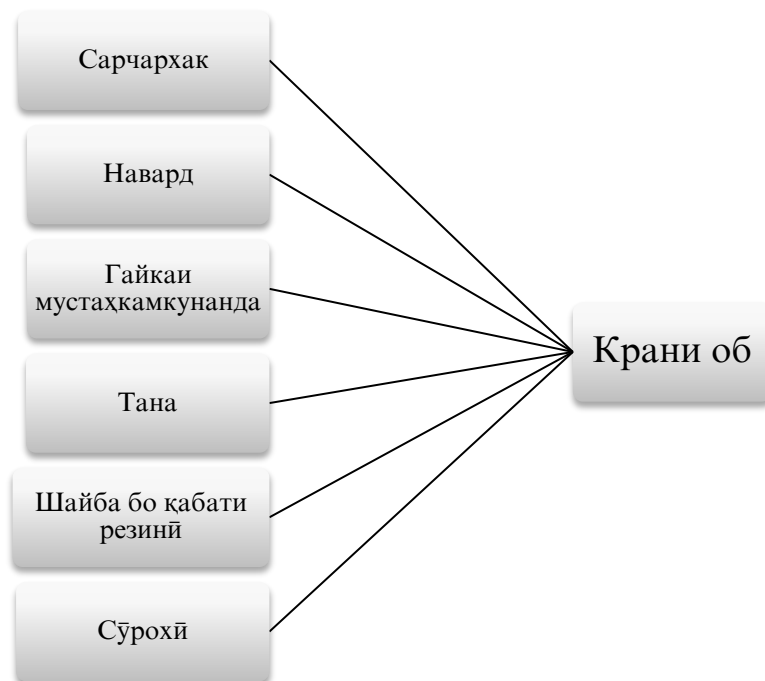 Сарчархак
Навард
Гайкаи
мустаҳкамкунанда
Крани об
Тана
Шайба бо қабати
резинӣ
Сӯрохӣ